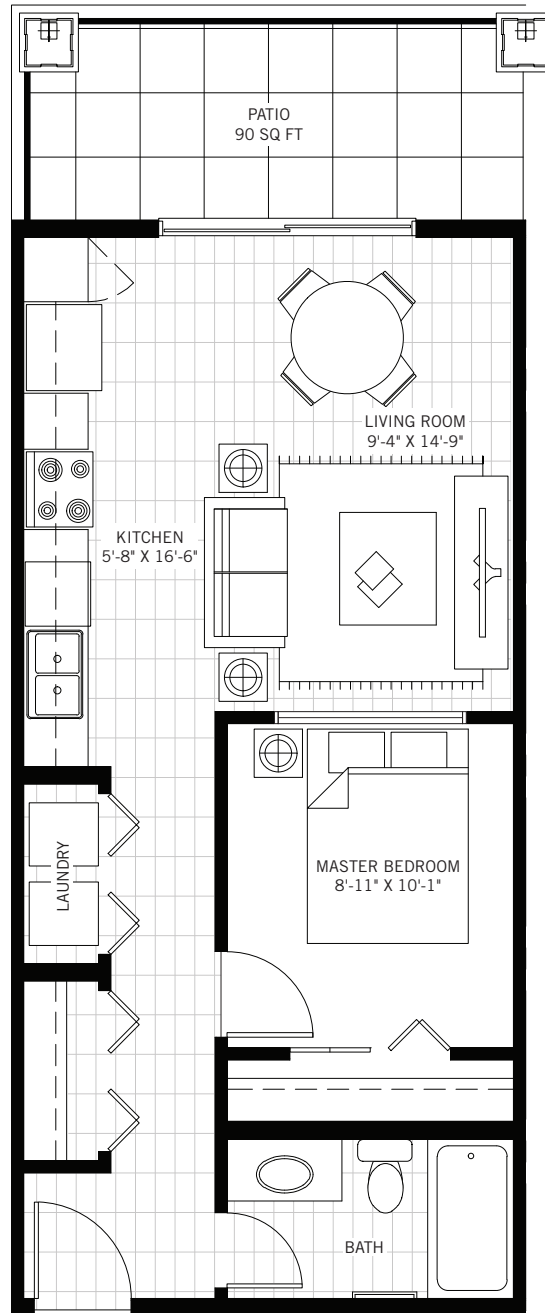 PATIO
90 SQ FT
LIVING ROOM
9'-4" X 14'-9"
KITCHEN
5'-8" X 16'-6"
LAUNDRY
MASTER BEDROOM
8'-11" X 10'-1"
BATH